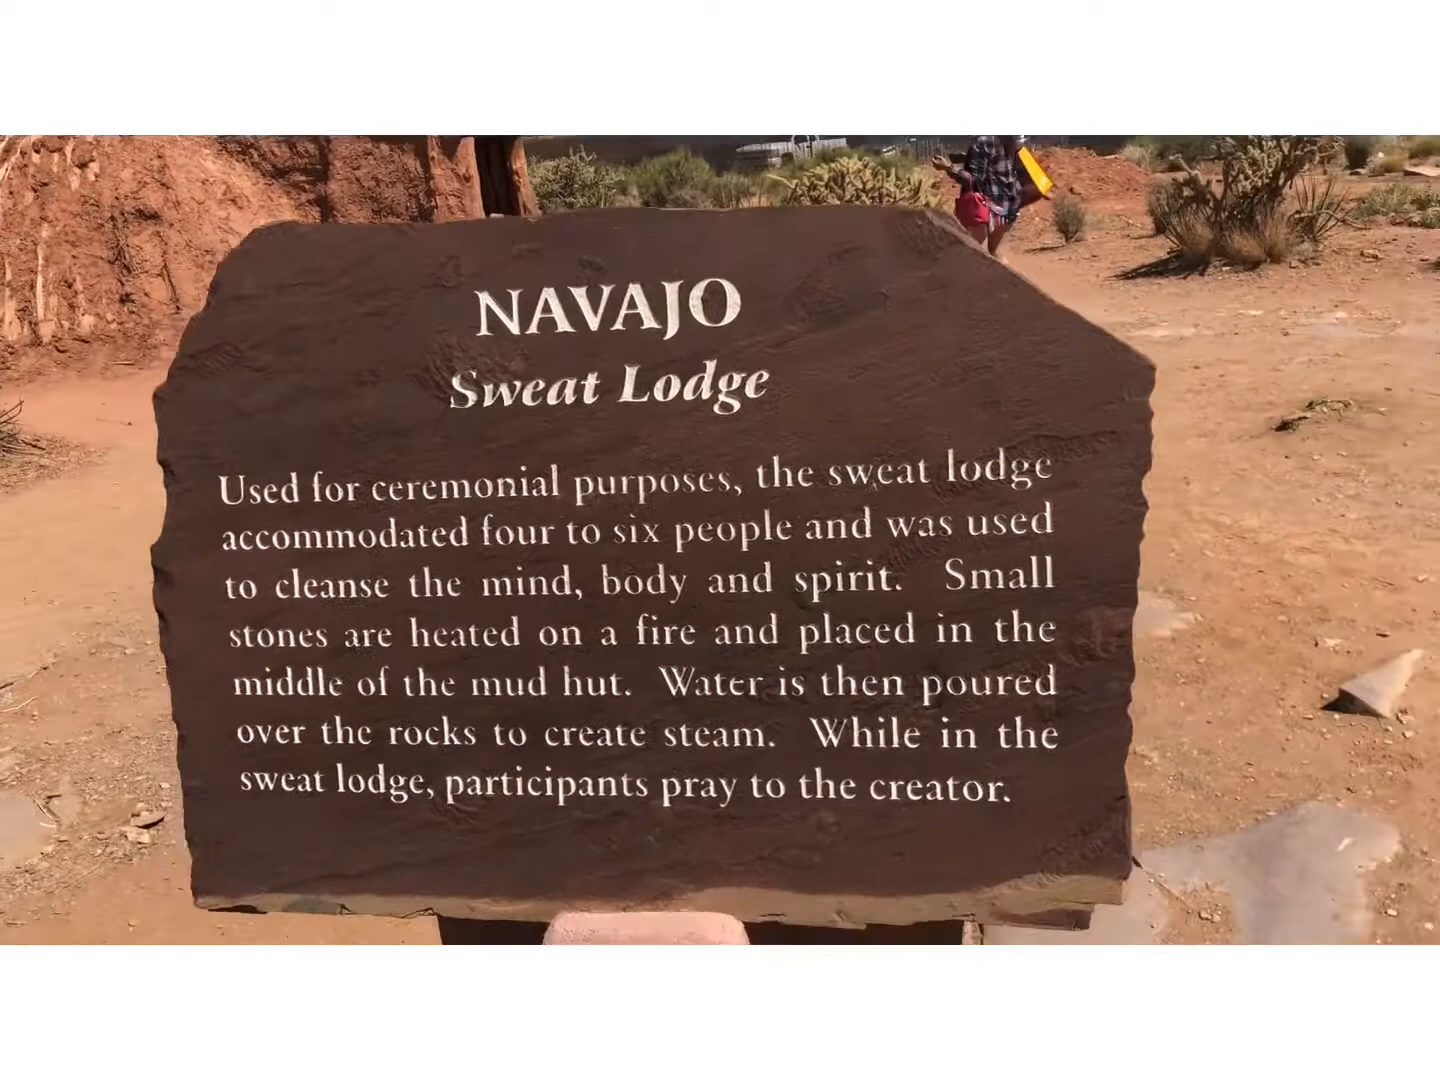 NAVAJO
Sweat Lodge
Used for ceremonial purposes, the sweat lodge
accommodated four to six people and was used
to cleanse the mind, body and spirit. Small
stones are heated on a fire and placed in the
middle of the mud hut. Water is then poured
over the rocks to create steam. While in the
sweat lodge, participants pray to the creator.